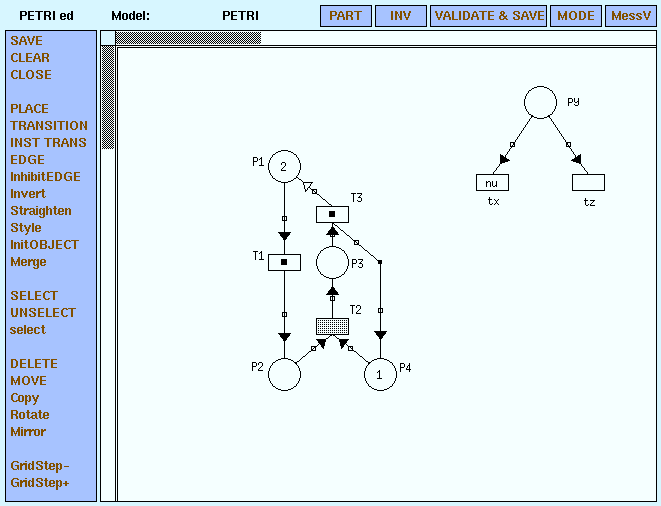 PETRI ed Model: PETRI PART INV VALIDATE & SAVE MODE MessV
SAVE
CLEAR
CLOSE
PLACE
TRANSITION
INST TRANS
EDGE
InhibitEDGE
Invert
Straighten
Style
InitOBJECT
Merge
SELECT
UNSELECT
select
DELETE
MOVE
Copy
Rotate
Mirror
GridStep-
GridStep+
P1 2
T3
T1
P3
T2
P2
1 P4
py
nu
tx
tz